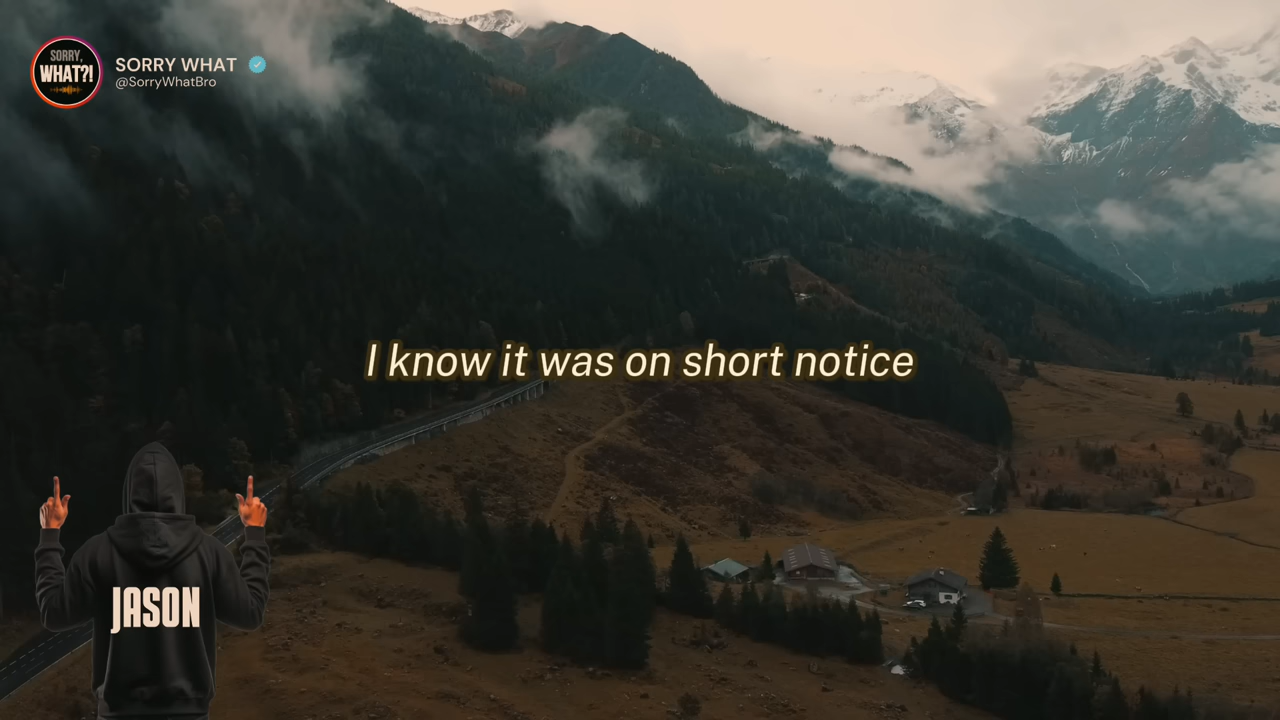 SORRY,
WHAT?!
SORRY WHAT
@SorryWhatBro
I know it was on short notice
JASON